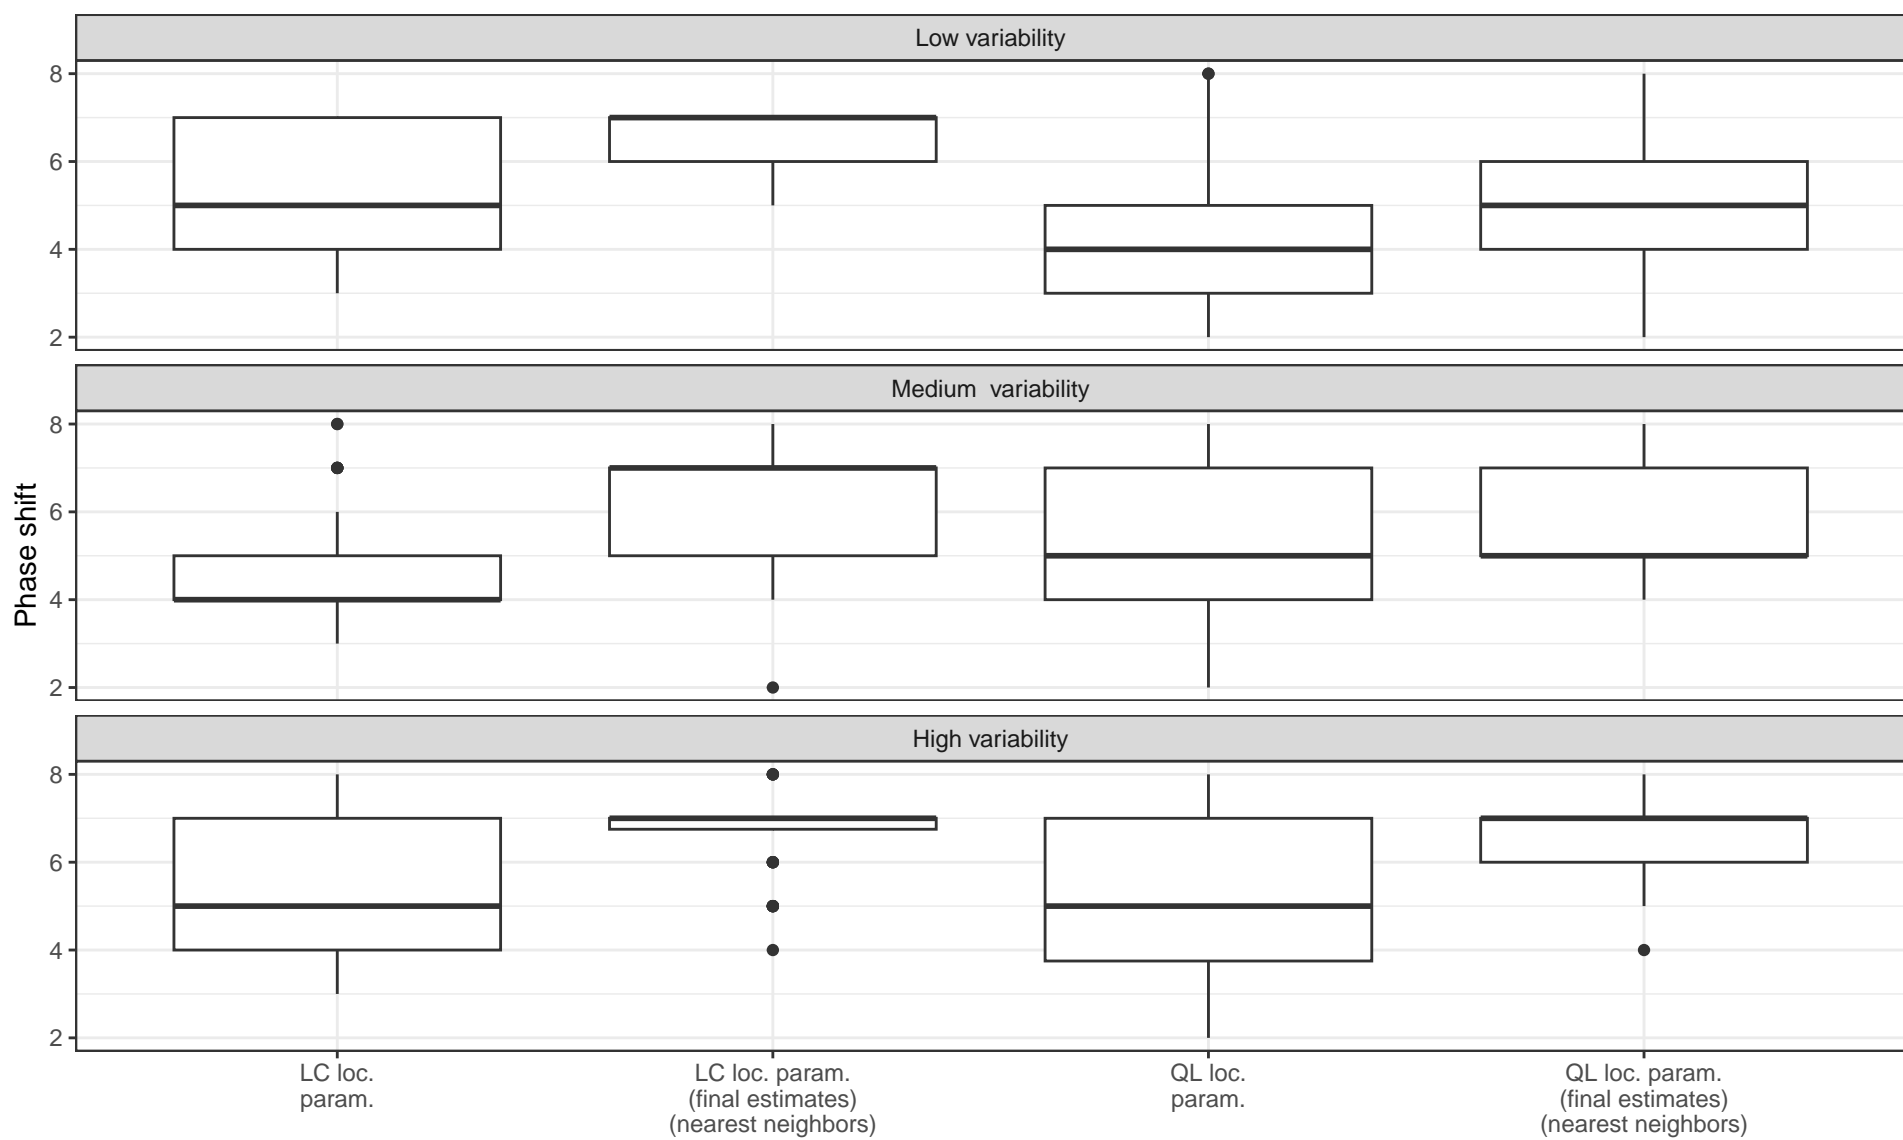 Low variability
8
6
4
2
Medium  variability
8
6
4
2
Phase shift
High variability
8
6
4
2
LC loc.
param.
LC loc. param.
(final estimates)
(nearest neighbors)
QL loc.
param.
QL loc. param.
(final estimates)
(nearest neighbors)